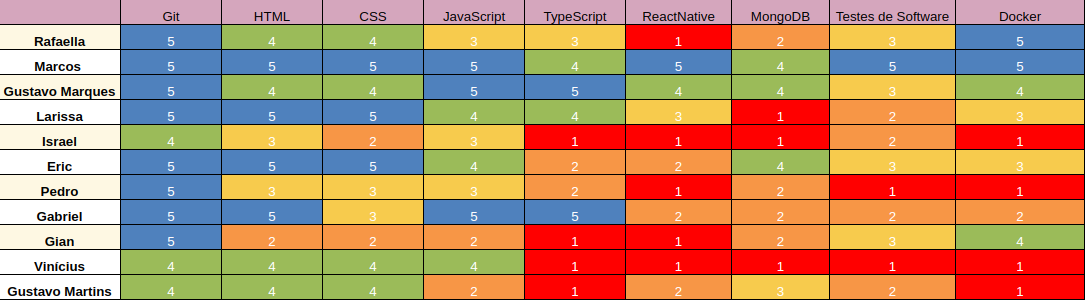 Git HTML CSS JavaScript TypeScript ReactNative MongoDB Testes de Software Docker
Rafaella 5 4 4 3 3 1 2 3 5
Marcos 5 5 5 5 4 5 4 5 5
Gustavo Marques 5 4 4 5 5 4 4 3 4
Larissa 5 5 5 4 4 3 1 2 3
Israel 4 3 2 3 1 1 1 2 1
Eric 5 5 5 4 2 2 4 3 3
Pedro 5 3 3 3 2 1 2 1 1
Gabriel 5 5 3 5 5 2 2 2 2
Gian 5 2 2 2 1 1 2 3 4
Vinícius 4 4 4 4 1 1 1 1 1
Gustavo Martins 4 4 4 2 1 2 3 2 1